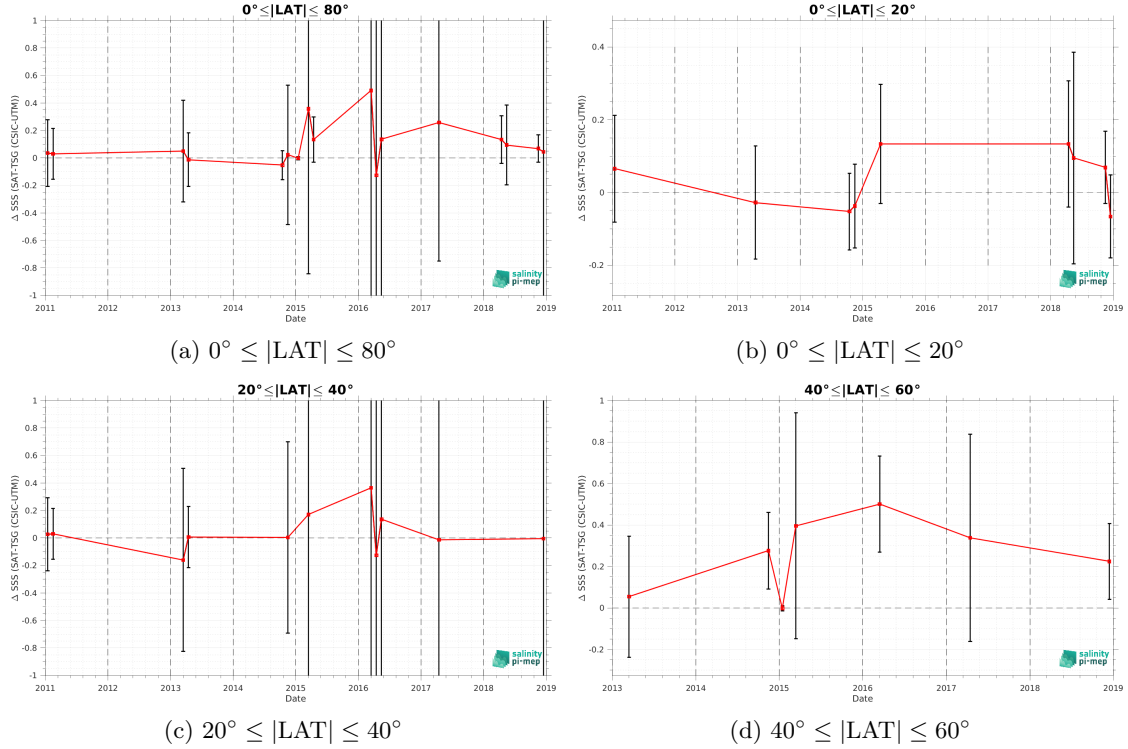 0°≤|LAT|≤ 80°
Δ SSS (SAT-TSG (CSIC-UTM))
1
0.8
0.6
0.4
0.2
0
-0.2
-0.4
-0.6
-0.8
-1
2011 2012 2013 2014 2015 2016 2017 2018 2019
Date
salinity
pi-mep
(a) 0° ≤ |LAT| ≤ 80°
0°≤|LAT|≤ 20°
Δ SSS (SAT-TSG (CSIC-UTM))
0.4
0.2
0
-0.2
2011 2012 2013 2014 2015 2016 2017 2018 2019
Date
salinity
pi-mep
(b) 0° ≤ |LAT| ≤ 20°
20°≤|LAT|≤ 40°
Δ SSS (SAT-TSG (CSIC-UTM))
1
0.8
0.6
0.4
0.2
0
-0.2
-0.4
-0.6
-0.8
-1
2011 2012 2013 2014 2015 2016 2017 2018 2019
Date
salinity
pi-mep
(c) 20° ≤ |LAT| ≤ 40°
40°≤|LAT|≤ 60°
Δ SSS (SAT-TSG (CSIC-UTM))
1
0.8
0.6
0.4
0.2
0
-0.2
2013 2014 2015 2016 2017 2018 2019
Date
salinity
pi-mep
(d) 40° ≤ |LAT| ≤ 60°